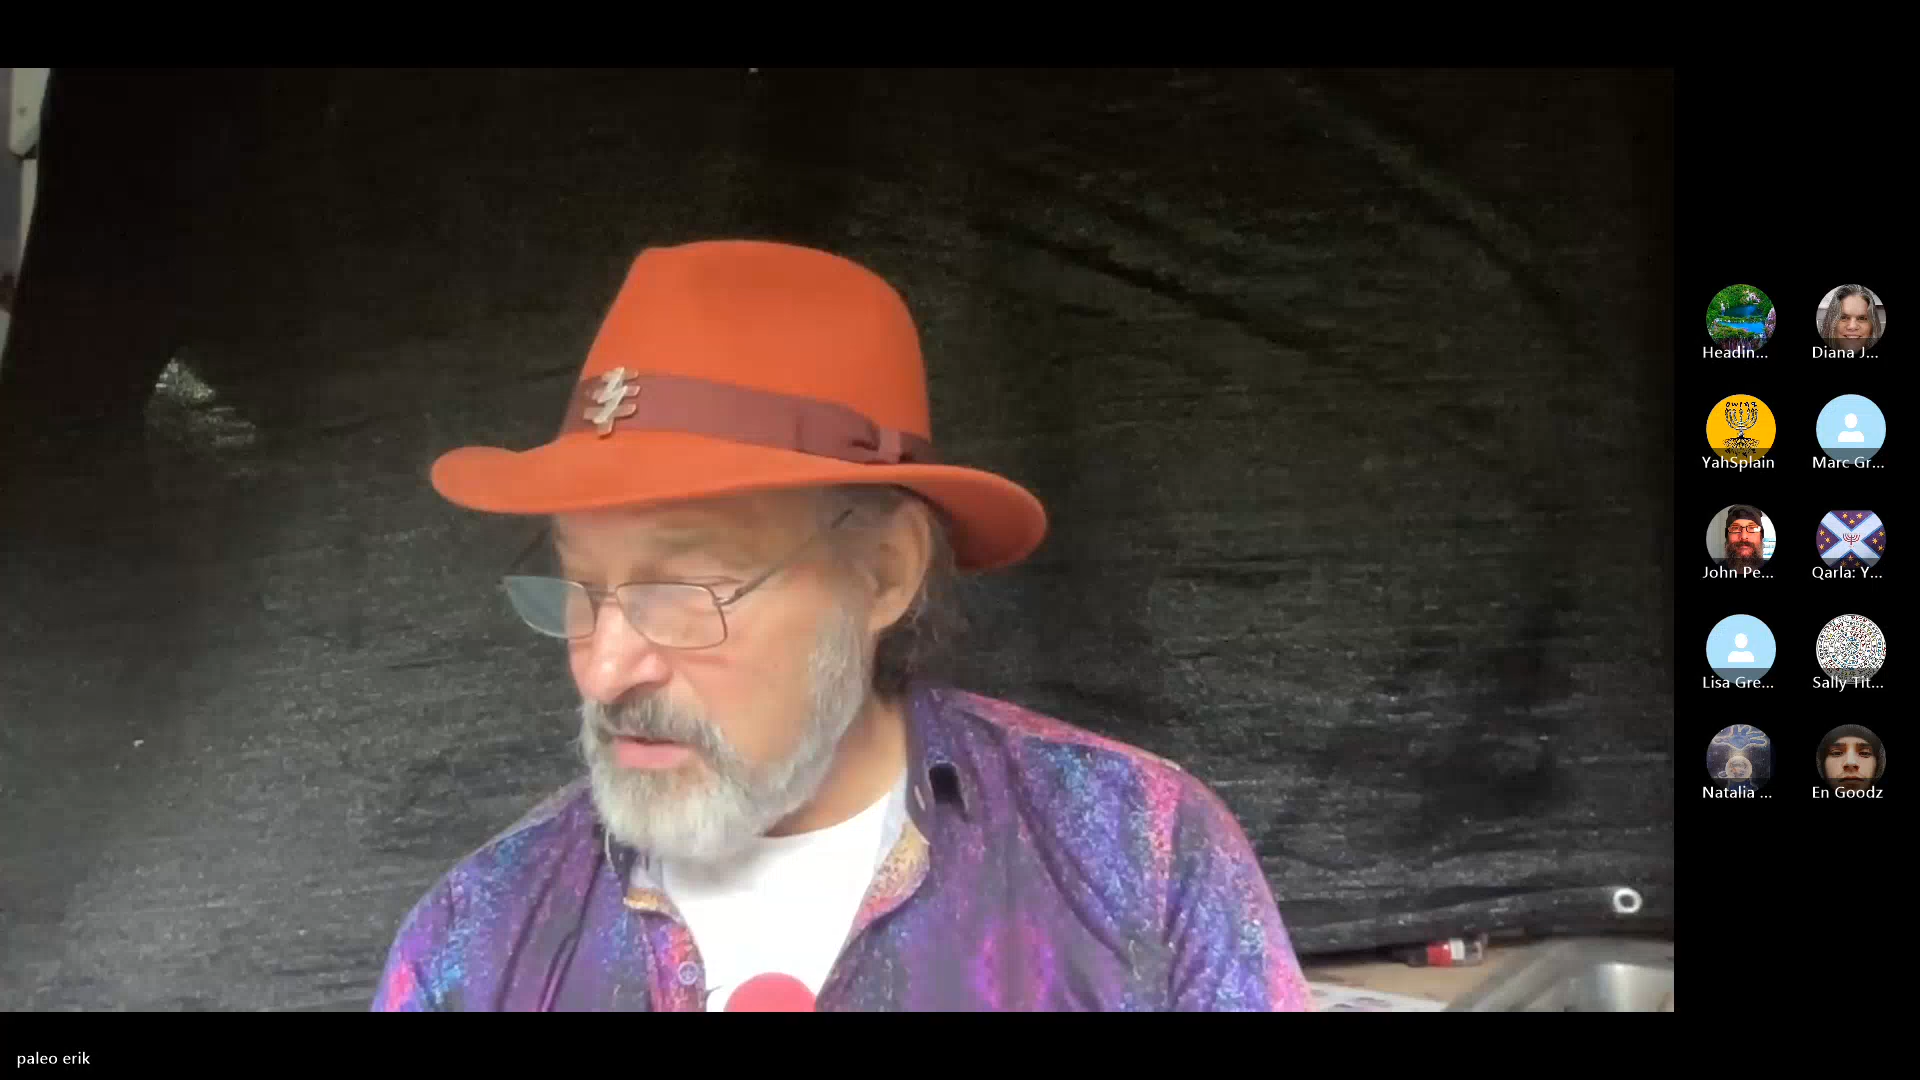 Headin...
Diana J...
YahSplain
Marc Gr...
John Pe...
Qarla: Y...
Lisa Gre...
Sally Tit...
Natalia ...
En Goodz
paleo erik